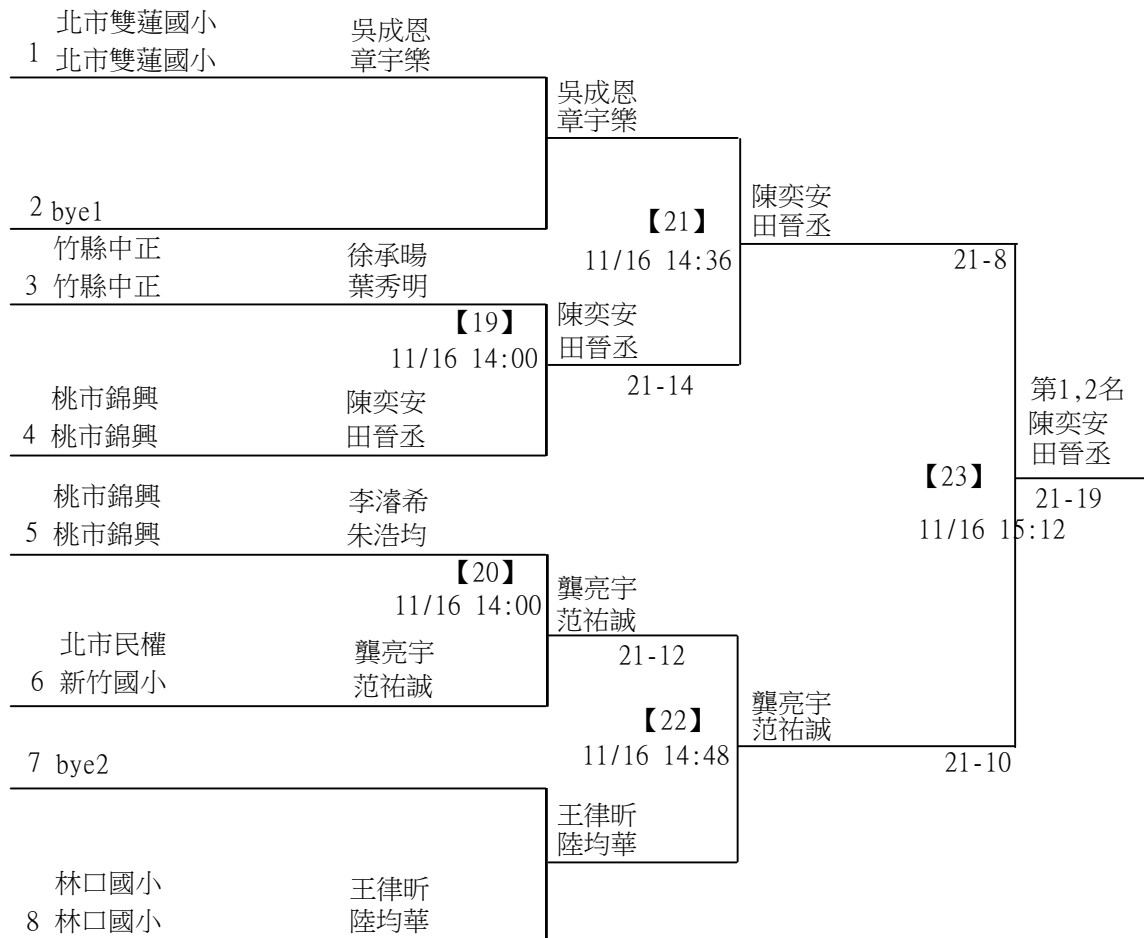 北市雙蓮國小 吳成恩
1 北市雙蓮國小 章宇樂
吳成恩
章宇樂
2 bye1
陳奕安
田晉丞
【21】
11/16 14:36
21-8
竹縣中正 徐承暘
3 竹縣中正 葉秀明
【19】
11/16 14:00
陳奕安
田晉丞
21-14
桃市錦興 陳奕安
4 桃市錦興 田晉丞
第1,2名
陳奕安
田晉丞
【23】
21-19
11/16 15:12
桃市錦興 李濬希
5 桃市錦興 朱浩均
【20】
11/16 14:00
龔亮宇
范祐誠
21-12
北市民權 龔亮宇
6 新竹國小 范祐誠
【22】
11/16 14:48
龔亮宇
范祐誠
21-10
7 bye2
王律昕
陸均華
林口國小 王律昕
8 林口國小 陸均華